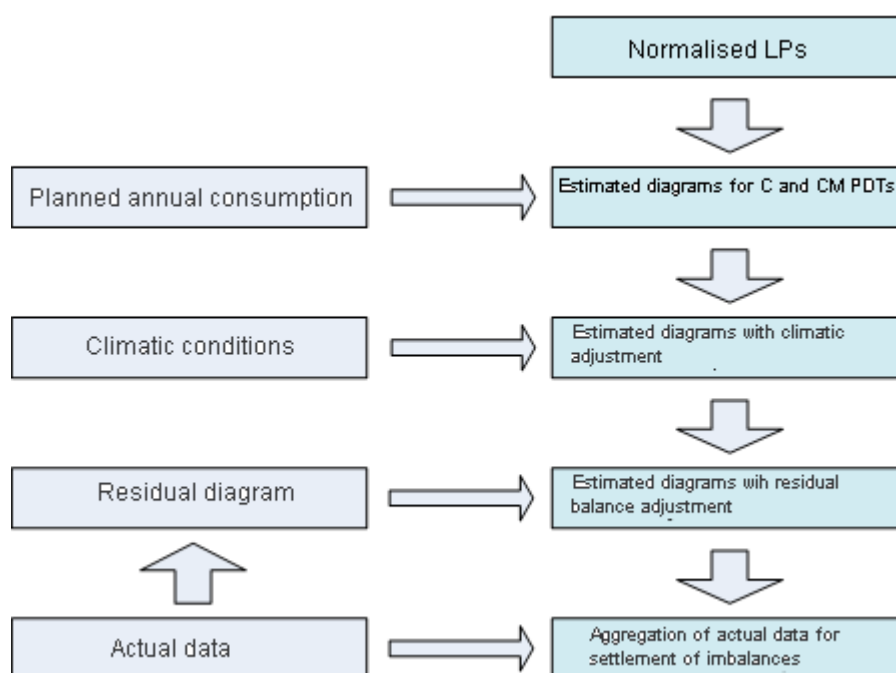 Normalised LPs
Planned annual consumption
Estimated diagrams for C and CM PDTs
Climatic conditions
Estimated diagrams with climatic
adjustment
Residual diagram
Estimated diagrams wih residual
balance adjustment
Actual data
Aggregation of actual data for
settlement of imbalances